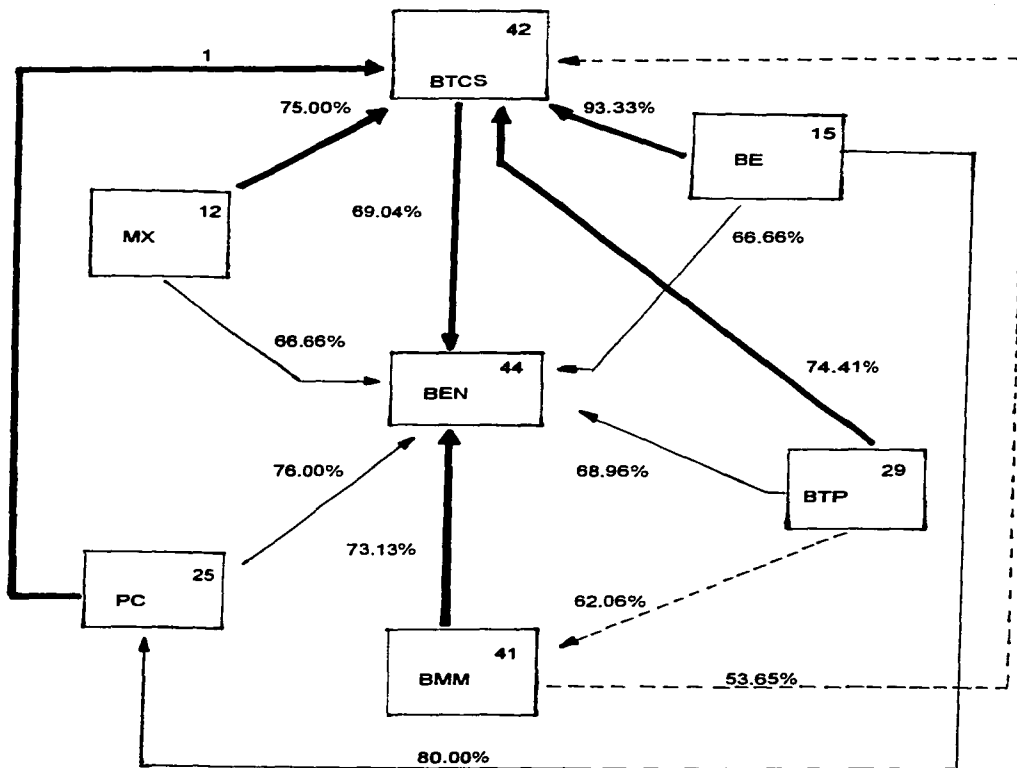 42
BTCS
1
75.00%
93.33%
15
BE
12
MX
69.04%
66.66%
66.66%
44
BEN
74.41%
76.00%
68.96%
29
BTP
73.13%
25
PC
62.06%
41
BMM
53.65%
80.00%